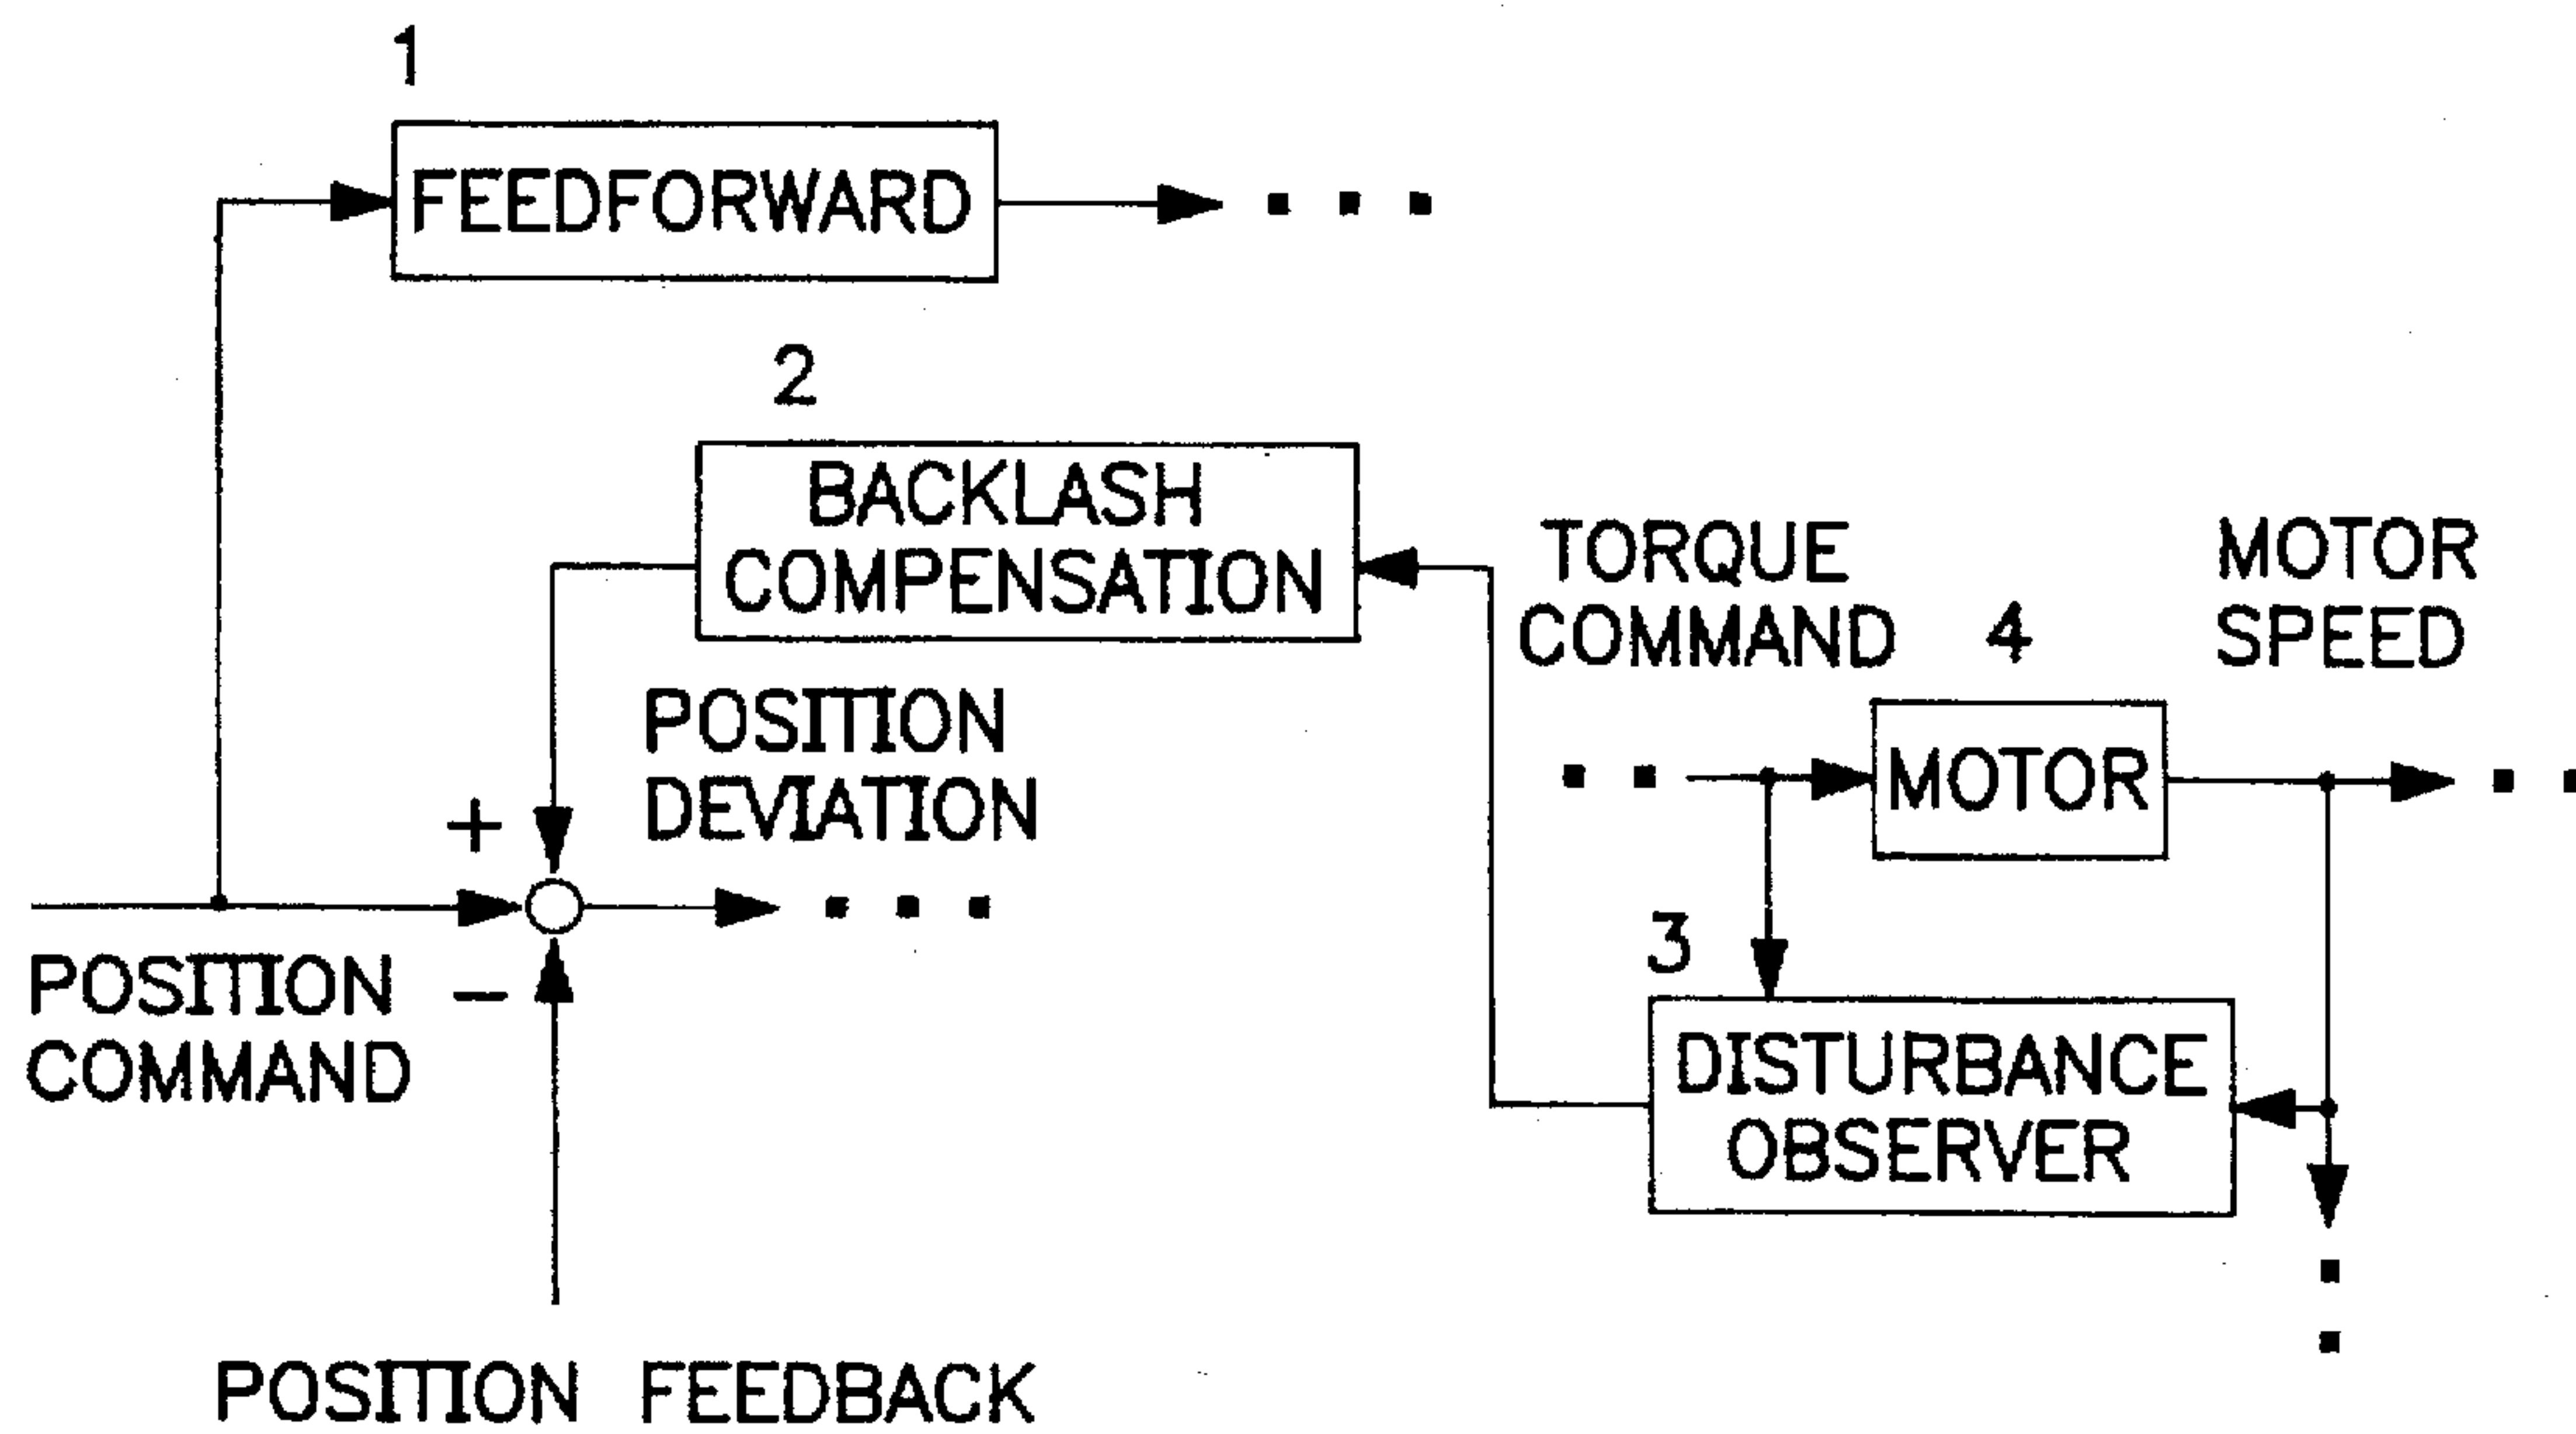 1
FEEDFORWARD
2
BACKLASH
COMPENSATION
TORQUE
COMMAND
4
MOTOR
SPEED
POSITION
DEVIATION
MOTOR
+
POSITION
COMMAND
−
3
DISTURBANCE
OBSERVER
POSITION FEEDBACK